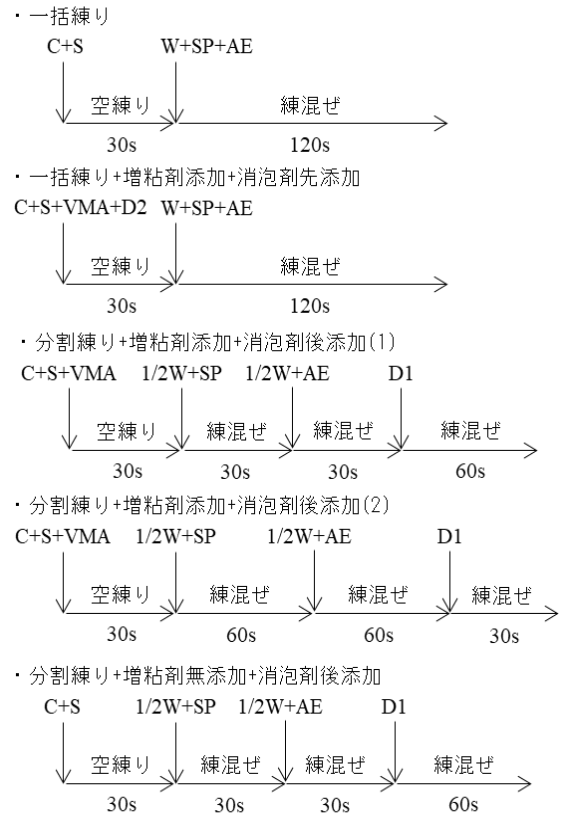 ・一括練り
C+S W+SP+AE
空練り 練混ぜ
30s 120s
・一括練り+増粘剤添加+消泡剤先添加
C+S+VMA+D2 W+SP+AE
空練り 練混ぜ
30s 120s
・分割練り+増粘剤添加+消泡剤後添加(1)
C+S+VMA 1/2W+SP 1/2W+AE D1
空練り 練混ぜ 練混ぜ 練混ぜ
30s 30s 30s 60s
・分割練り+増粘剤添加+消泡剤後添加(2)
C+S+VMA 1/2W+SP 1/2W+AE D1
空練り 練混ぜ 練混ぜ 練混ぜ
30s 60s 60s 30s
・分割練り+増粘剤無添加+消泡剤後添加
C+S 1/2W+SP 1/2W+AE D1
空練り 練混ぜ 練混ぜ 練混ぜ
30s 30s 30s 60s